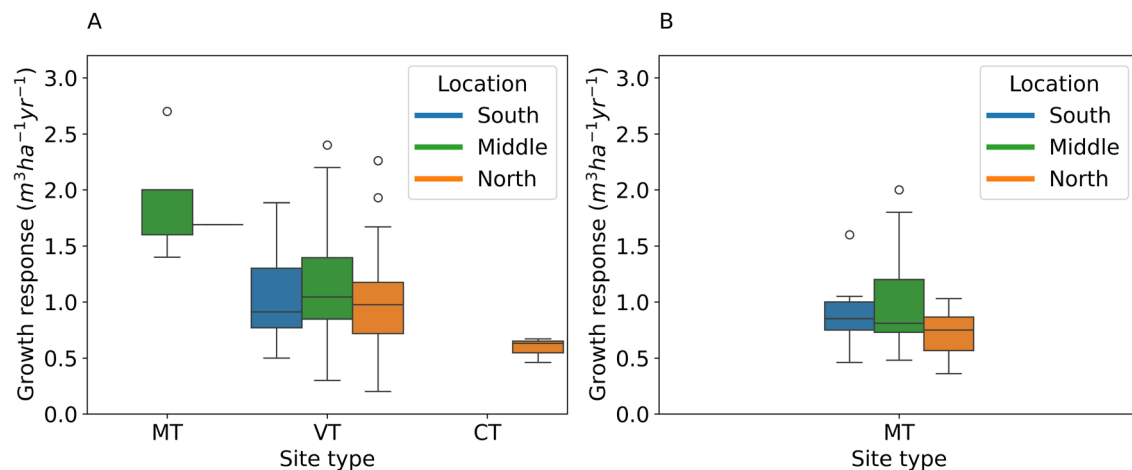 A
Growth response (m³ha⁻¹yr⁻¹)
3.0
2.5
2.0
1.5
1.0
0.5
0.0
Location
South
Middle
North
MT VT CT
Site type
B
Growth response (m³ha⁻¹yr⁻¹)
3.0
2.5
2.0
1.5
1.0
0.5
0.0
Location
South
Middle
North
MT
Site type